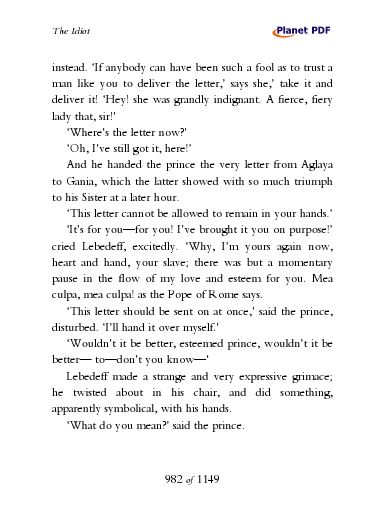 The Idiot
Planet PDF
instead. 'If anybody can have been such a fool as to trust a
man like you to deliver the letter,' says she,' take it and
deliver it! 'Hey! she was grandly indignant. A fierce, fiery
lady that, sir!'
'Where's the letter now?'
'Oh, I've still got it, here!'
And he handed the prince the very letter from Aglaya
to Gania, which the latter showed with so much triumph
to his Sister at a later hour.
'This letter cannot be allowed to remain in your hands.'
'It's for you—for you! I've brought it you on purpose!'
cried Lebedeff, excitedly. 'Why, I'm yours again now,
heart and hand, your slave; there was but a momentary
pause in the flow of my love and esteem for you. Mea
culpa, mea culpa! as the Pope of Rome says.
'This letter should be sent on at once,' said the prince,
disturbed. 'I'll hand it over myself.'
'Wouldn't it be better, esteemed prince, wouldn't it be
better— to—don't you know—'
Lebedeff made a strange and very expressive grimace;
he twisted about in his chair, and did something,
apparently symbolical, with his hands.
'What do you mean?' said the prince.
982 of 1149